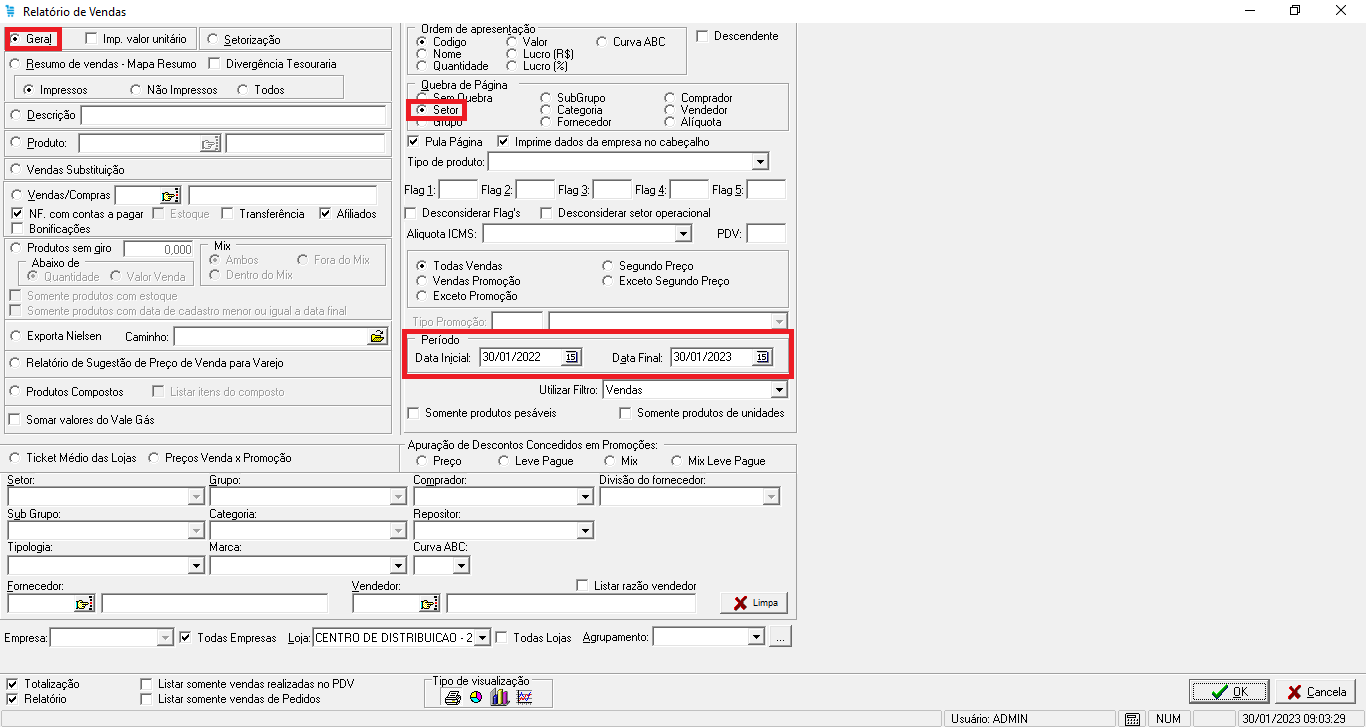 Relatório de Vendas
Geral
Imp. valor unitário
Setorização
Resumo de vendas - Mapa Resumo
Divergência Tesouraria
Impressos
Não Impressos
Todos
Descrição
Produto:
Vendas Substituição
Vendas/Compras
NF. com contas a pagar
Estoque
Transferência
Afiliados
Bonificações
Produtos sem giro
0,000
Mix
Abaixo de
Ambos
Fora do Mix
Quantidade
Valor Venda
Dentro do Mix
Somente produtos com estoque
Somente produtos com data de cadastro menor ou igual a data final
Exporta Nielsen
Caminho:
Relatório de Sugestão de Preço de Venda para Varejo
Produtos Compostos
Listar itens do composto
Somar valores do Vale Gás
Ordem de apresentação
Codigo
Valor
Curva ABC
Descendente
Nome
Lucro (R$)
Quantidade
Lucro (%)
Quebra de Página
Sem Quebra
SubGrupo
Comprador
Setor
Categoria
Vendedor
Grupo
Fornecedor
Alíquota
Pula Página
Imprime dados da empresa no cabeçalho
Tipo de produto:
Flag 1:
Flag 2:
Flag 3:
Flag 4:
Flag 5:
Desconsiderar Flag's
Desconsiderar setor operacional
Aliquota ICMS:
PDV:
Todas Vendas
Segundo Preço
Vendas Promoção
Exceto Segundo Preço
Exceto Promoção
Tipo Promoção:
Período
Data Inicial:
30/01/2022
15
Data Final:
30/01/2023
15
Utilizar Filtro:
Vendas
Somente produtos pesáveis
Somente produtos de unidades
Ticket Médio das Lojas
Preços Venda x Promoção
Apuração de Descontos Concedidos em Promoções:
Preço
Leve Pague
Mix
Mix Leve Pague
Setor:
Grupo:
Comprador:
Divisão do fornecedor:
Sub Grupo:
Categoria:
Repositor:
Tipologia:
Marca:
Curva ABC:
Fornecedor:
Vendedor:
Listar razão vendedor
Limpa
Empresa:
Todas Empresas
Loja:
CENTRO DE DISTRIBUICAO - 2
Todas Lojas
Agrupamento:
...
Totalização
Listar somente vendas realizadas no PDV
Relatório
Listar somente vendas de Pedidos
Tipo de visualização
OK
Cancela
Usuário: ADMIN
NUM
30/01/2023 09:03:29